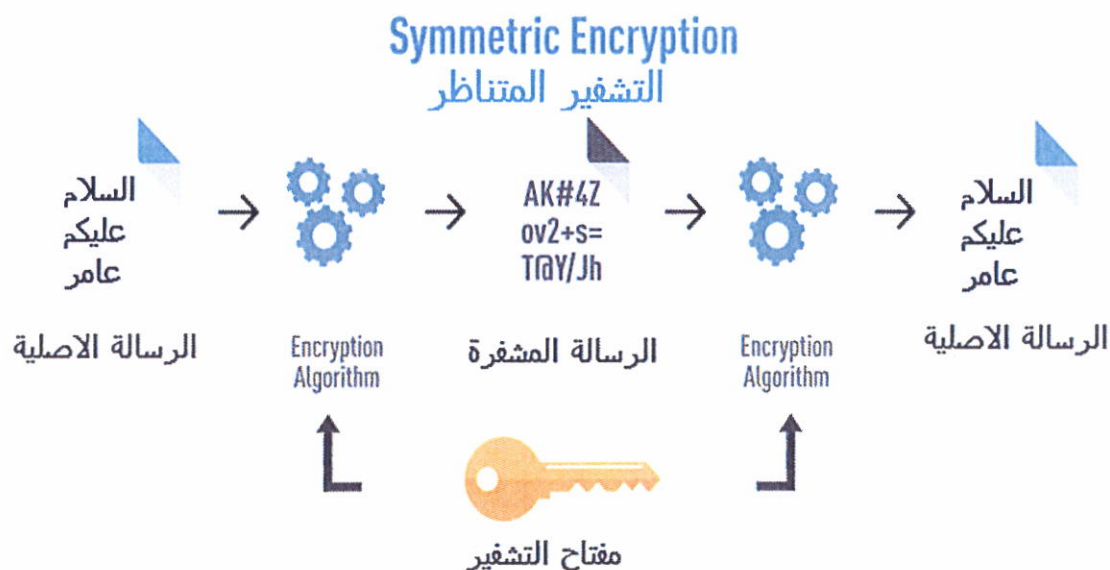 Symmetric Encryption
التشفير المتناظر
السلام
عليكم
عامر
AK#4Z
ov2+s=
T@Y/Jh
السلام
عليكم
عامر
الرسالة الاصلية
Encryption
Algorithm
الرسالة المشفرة
Encryption
Algorithm
الرسالة الاصلية
مفتاح التشفير